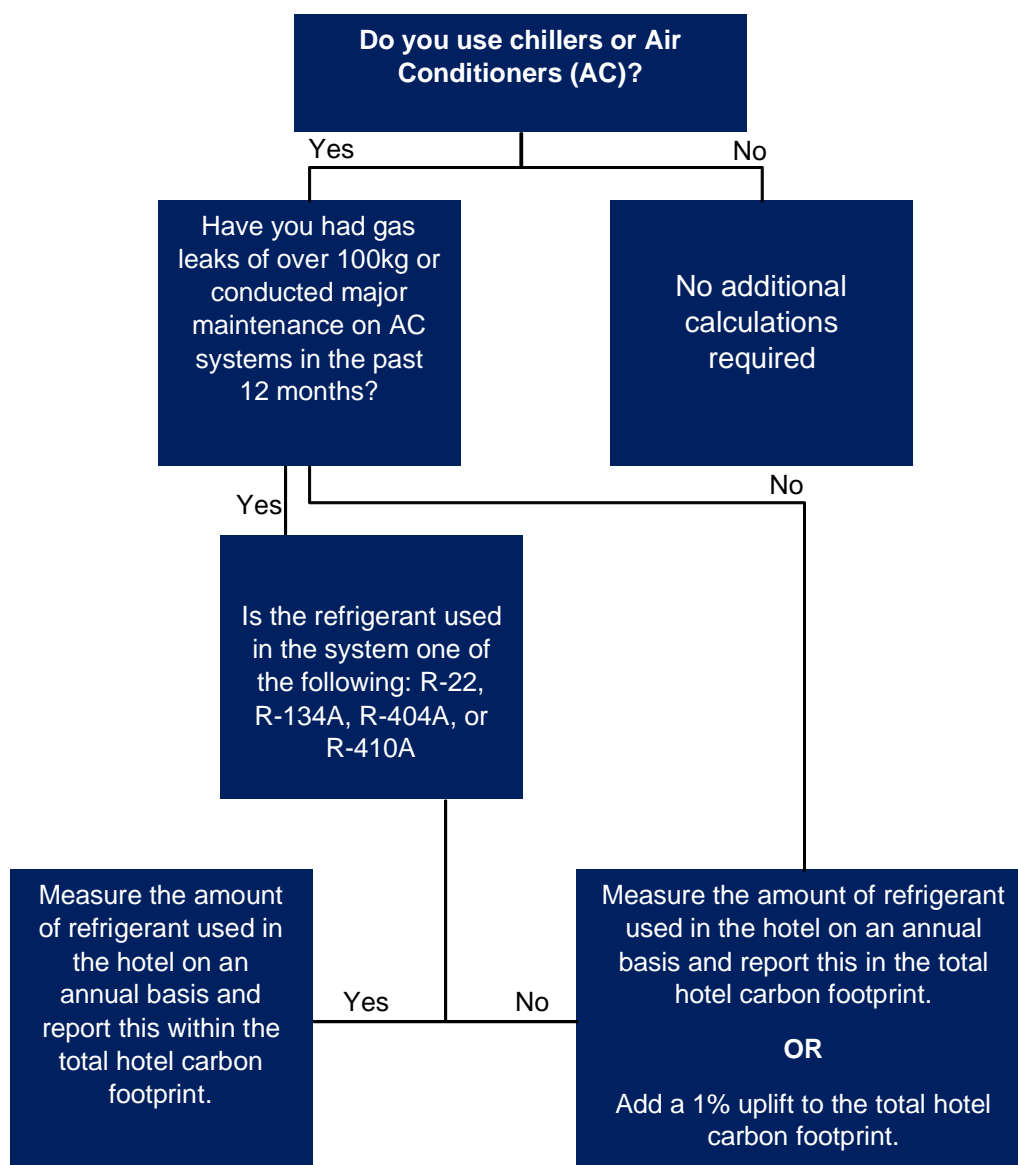 Do you use chillers or Air
Conditioners (AC)?
Yes
No
Have you had gas
leaks of over 100kg or
conducted major
maintenance on AC
systems in the past
12 months?
No additional
calculations
required
Yes
No
Is the refrigerant used
in the system one of
the following: R-22,
R-134A, R-404A, or
R-410A
Measure the amount
of refrigerant used in
the hotel on an
annual basis and
report this within the
total hotel carbon
footprint.
Yes
No
Measure the amount of refrigerant
used in the hotel on an annual
basis and report this in the total
hotel carbon footprint.
OR
Add a 1% uplift to the total hotel
carbon footprint.